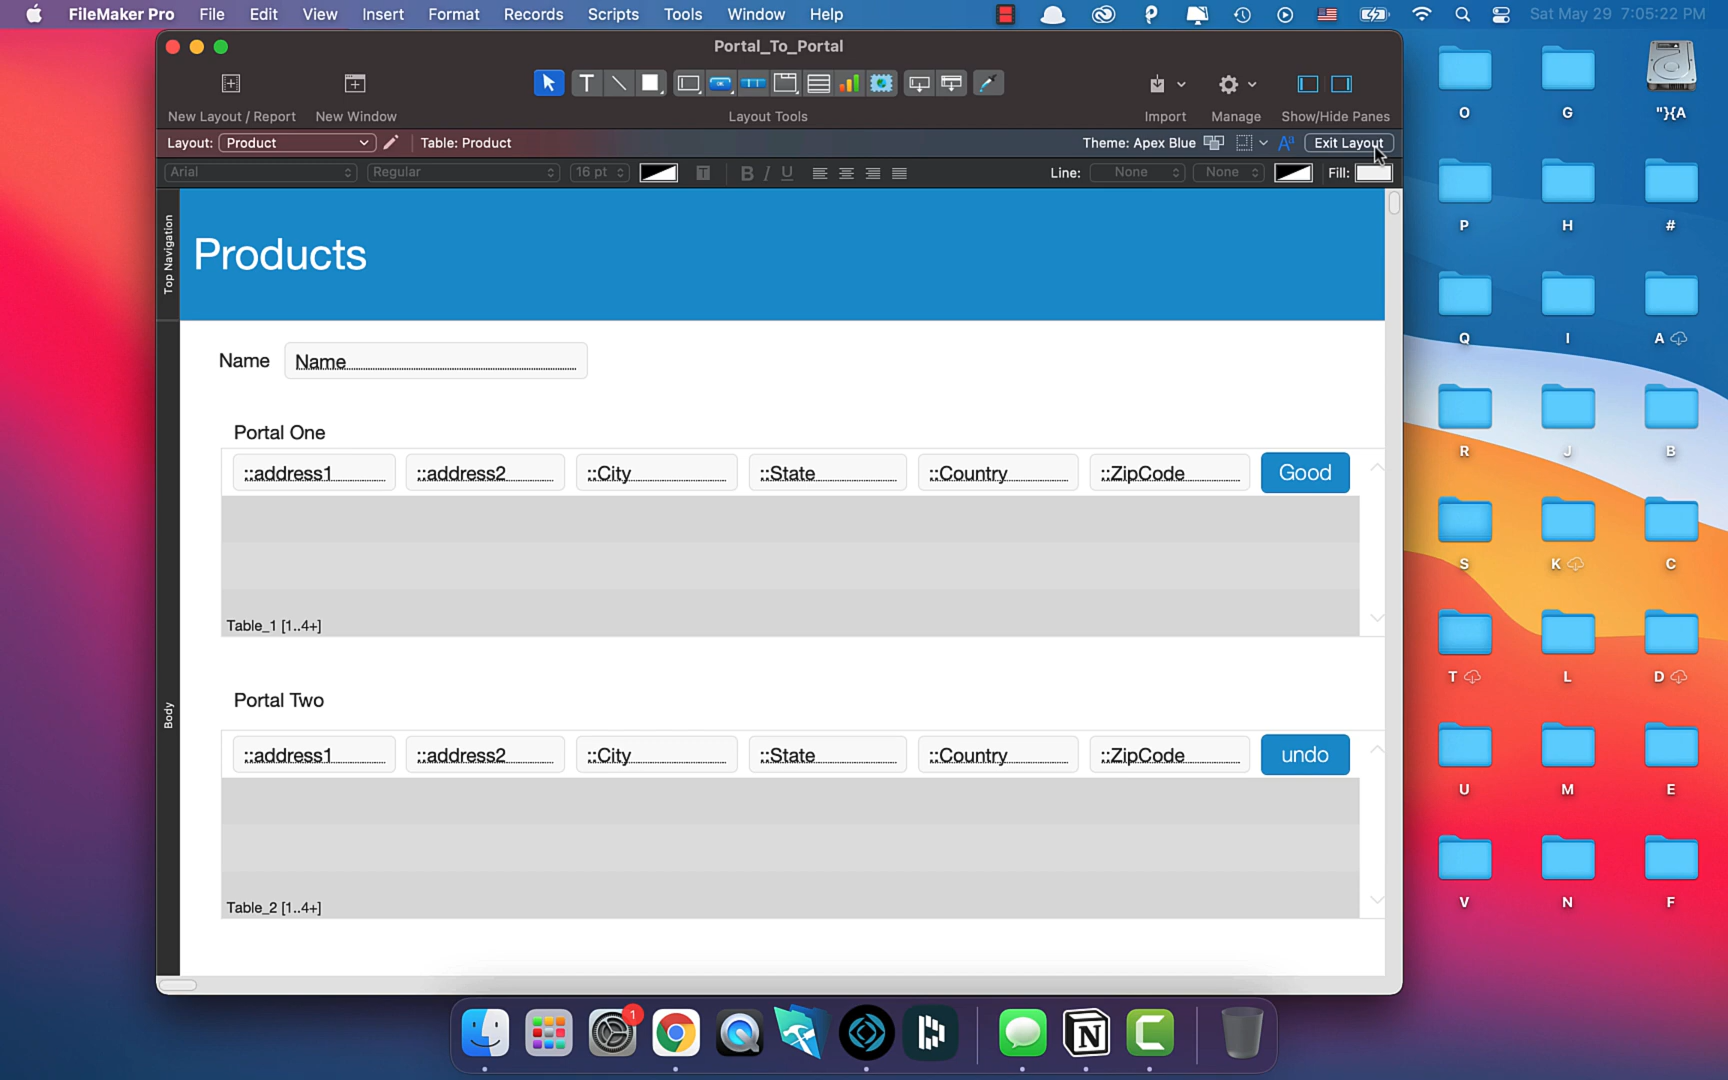 FileMaker Pro File Edit View Insert Format Records Scripts Tools Window Help Sat May 29 7:05:22 PM
Portal_To_Portal
New Layout / Report New Window Layout Tools Import Manage Show/Hide Panes
Layout: Product Table: Product Theme: Apex Blue Aa Exit Layout
Arial Regular 16 pt T B I U Line: None None Fill:
Top Navigation
Products
Body
Name Name
Portal One
::address1 ::address2 ::City ::State ::Country ::ZipCode Good
Table_1 [1..4+]
Portal Two
::address1 ::address2 ::City ::State ::Country ::ZipCode undo
Table_2 [1..4+]
O G "}{A
P H #
Q I A
R J B
S K C
T L D
U M E
V N F
1